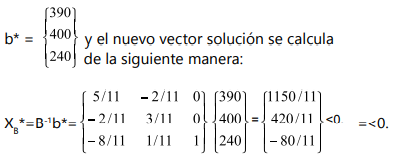 b* = {390 400 240} y el nuevo vector solución se calcula
de la siguiente manera:
X_B*=B⁻¹b*= {5/11 −2/11 0 −2/11 3/11 0 −8/11 1/11 1} {390 400 240} = {1150/11 420/11 −80/11} <0 =<0.